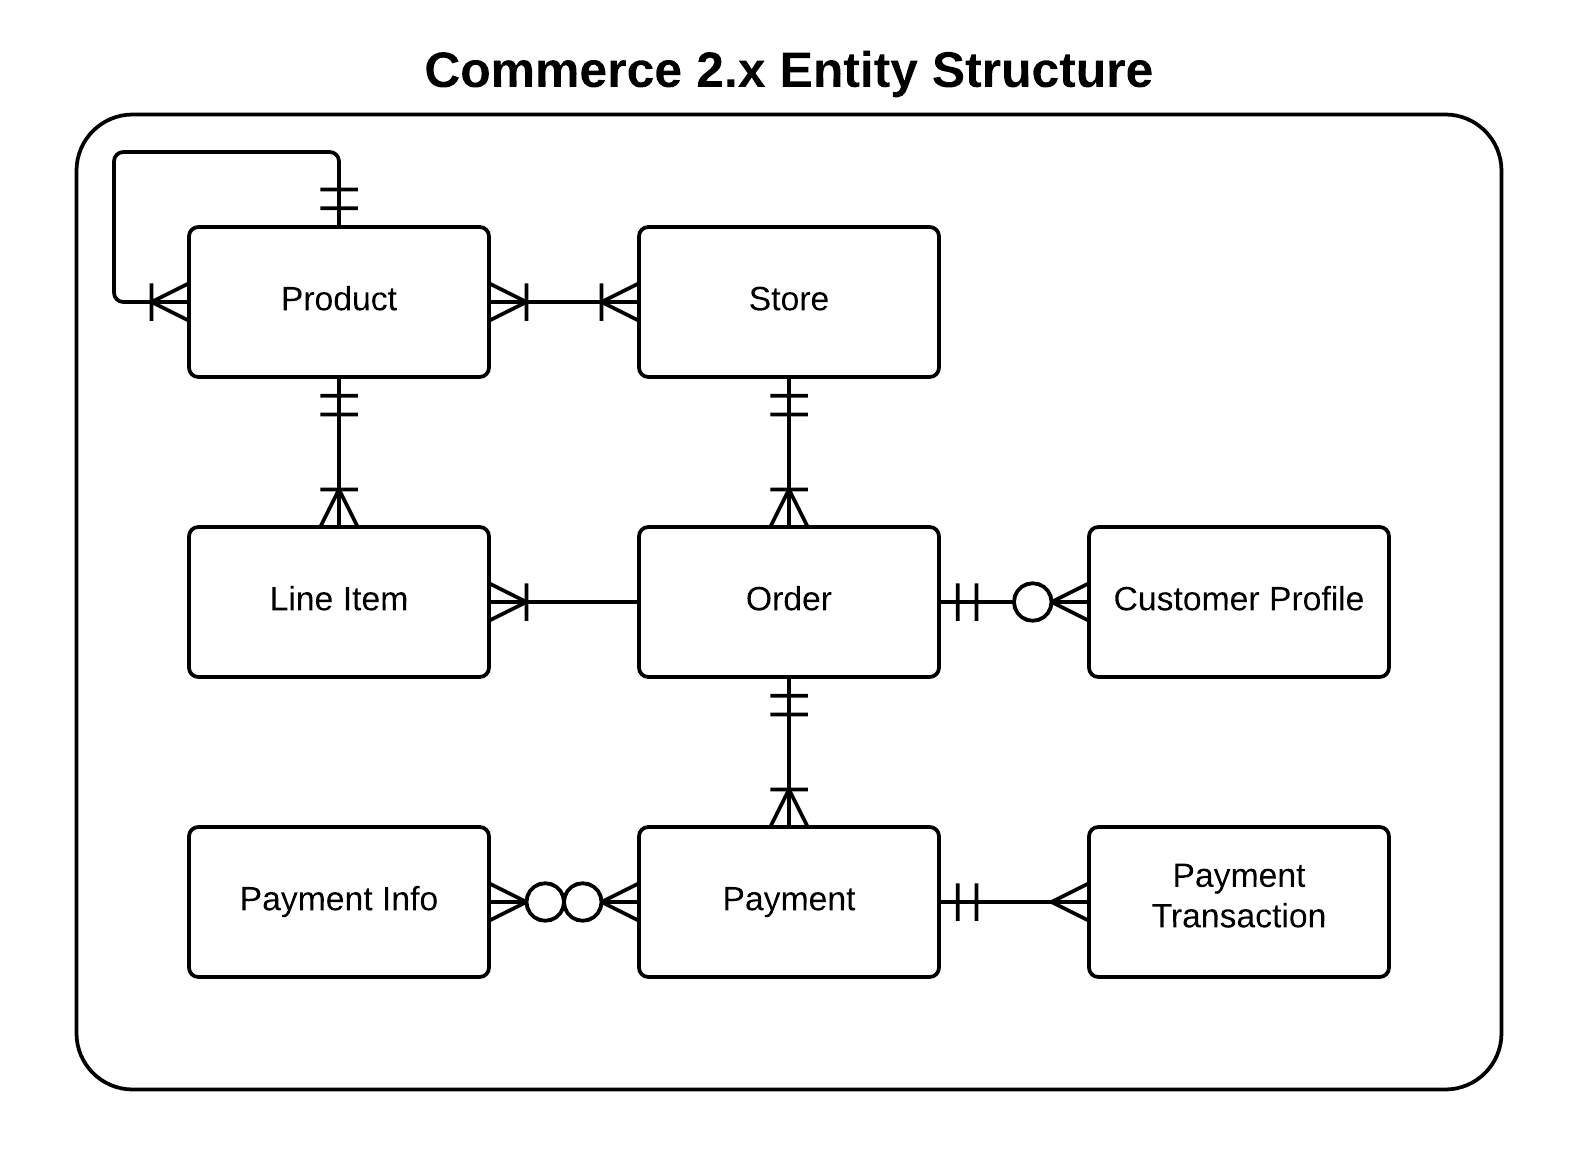 Commerce 2.x Entity Structure
Product
Store
Line Item
Order
Customer Profile
Payment Info
Payment
Payment
Transaction